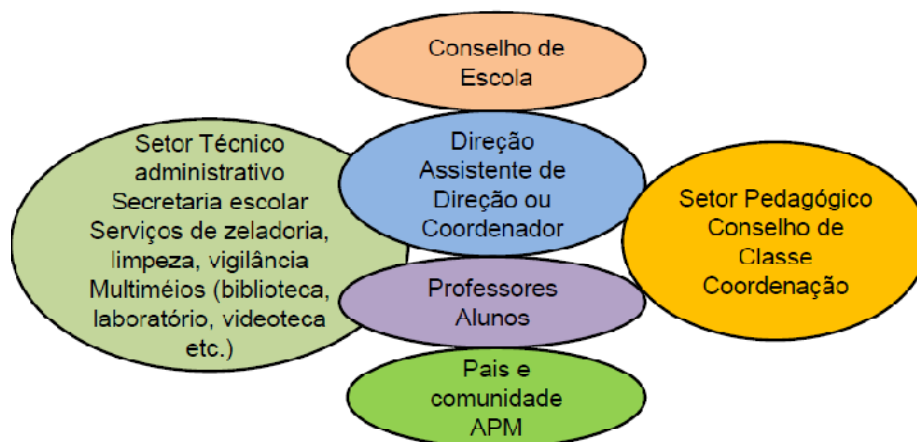 Conselho de
Escola
Setor Técnico
administrativo
Secretaria escolar
Serviços de zeladoria,
limpeza, vigilância
Multiméios (biblioteca,
laboratório, videoteca
etc.)
Direção
Assistente de
Direção ou
Coordenador
Setor Pedagógico
Conselho de
Classe
Coordenação
Professores
Alunos
Pais e
comunidade
APM